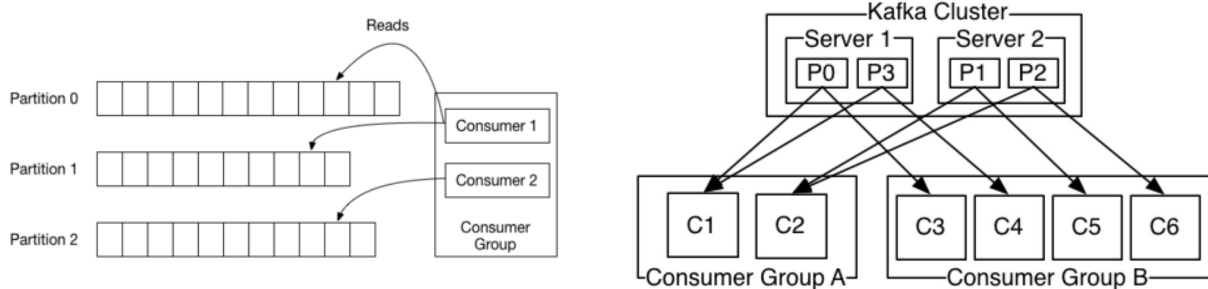 Reads
Partition 0
Consumer 1
Partition 1
Consumer 2
Partition 2
Consumer
Group
Kafka Cluster
Server 1
Server 2
P0
P3
P1
P2
C1
C2
C3
C4
C5
C6
Consumer Group A
Consumer Group B